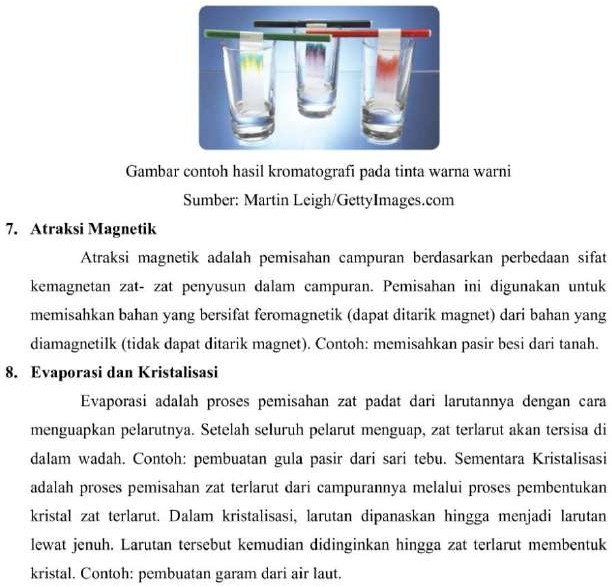 Gambar contoh hasil kromatografi pada tinta warna warni
Sumber: Martin Leigh/GettyImages.com
7. Atraksi Magnetik
Atraksi magnetik adalah pemisahan campuran berdasarkan perbedaan sifat
kemagnetan zat- zat penyusun dalam campuran. Pemisahan ini digunakan untuk
memisahkan bahan yang bersifat feromagnetik (dapat ditarik magnet) dari bahan yang
diamagnetilk (tidak dapat ditarik magnet). Contoh: memisahkan pasir besi dari tanah.
8. Evaporasi dan Kristalisasi
Evaporasi adalah proses pemisahan zat padat dari larutannya dengan cara
menguapkan pelarutnya. Setelah seluruh pelarut menguap, zat terlarut akan tersisa di
dalam wadah. Contoh: pembuatan gula pasir dari sari tebu. Sementara Kristalisasi
adalah proses pemisahan zat terlarut dari campurannya melalui proses pembentukan
kristal zat terlarut. Dalam kristalisasi, larutan dipanaskan hingga menjadi larutan
lewat jenuh. Larutan tersebut kemudian didinginkan hingga zat terlarut membentuk
kristal. Contoh: pembuatan garam dari air laut.